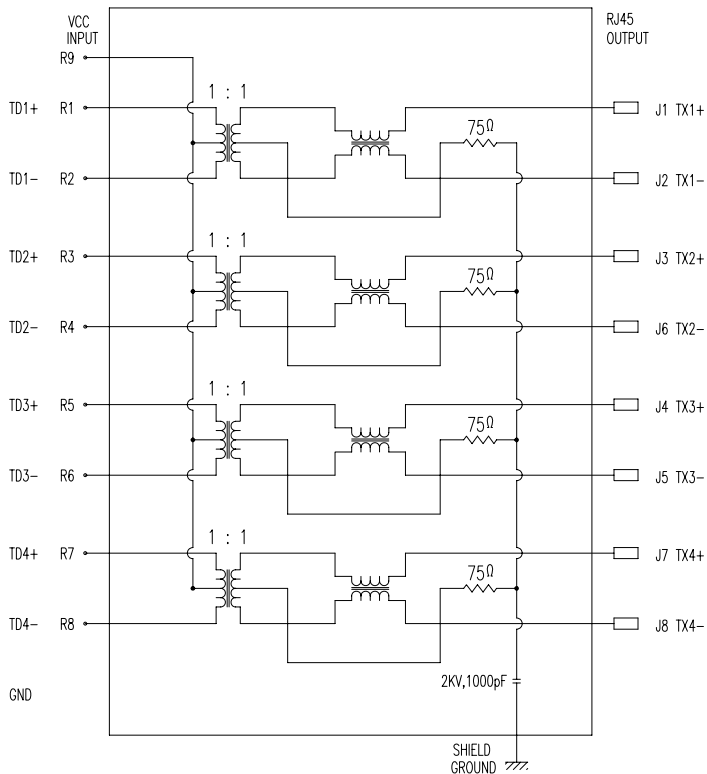 VCC
INPUT
RJ45
OUTPUT
R9
1 : 1
TD1+ R1
J1 TX1+
75Ω
TD1- R2
J2 TX1-
1 : 1
TD2+ R3
J3 TX2+
75Ω
TD2- R4
J6 TX2-
1 : 1
TD3+ R5
J4 TX3+
75Ω
TD3- R6
J5 TX3-
1 : 1
TD4+ R7
J7 TX4+
75Ω
TD4- R8
J8 TX4-
2KV,1000pF
GND
SHIELD
GROUND